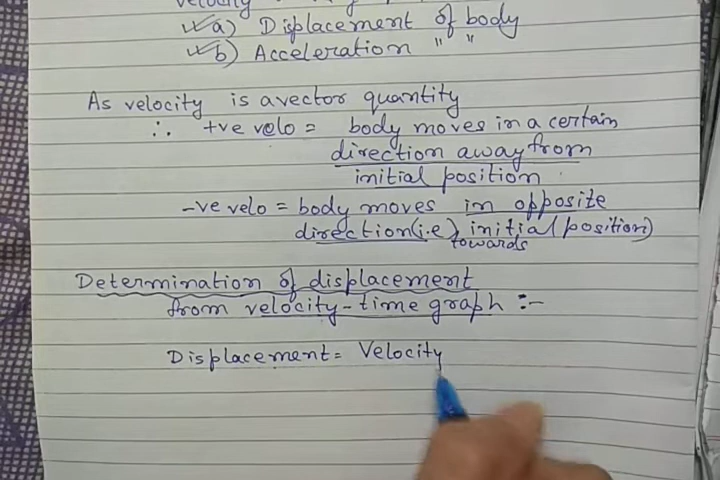 velocity
a) Displacement of body
b) Acceleration " "
As velocity is a vector quantity
∴ +ve velo = body moves in a certain
direction away from
initial position
-ve velo = body moves in opposite
direction (i.e) initial position)
towards
Determination of displacement
from velocity-time graph :-
Displacement = Velocity